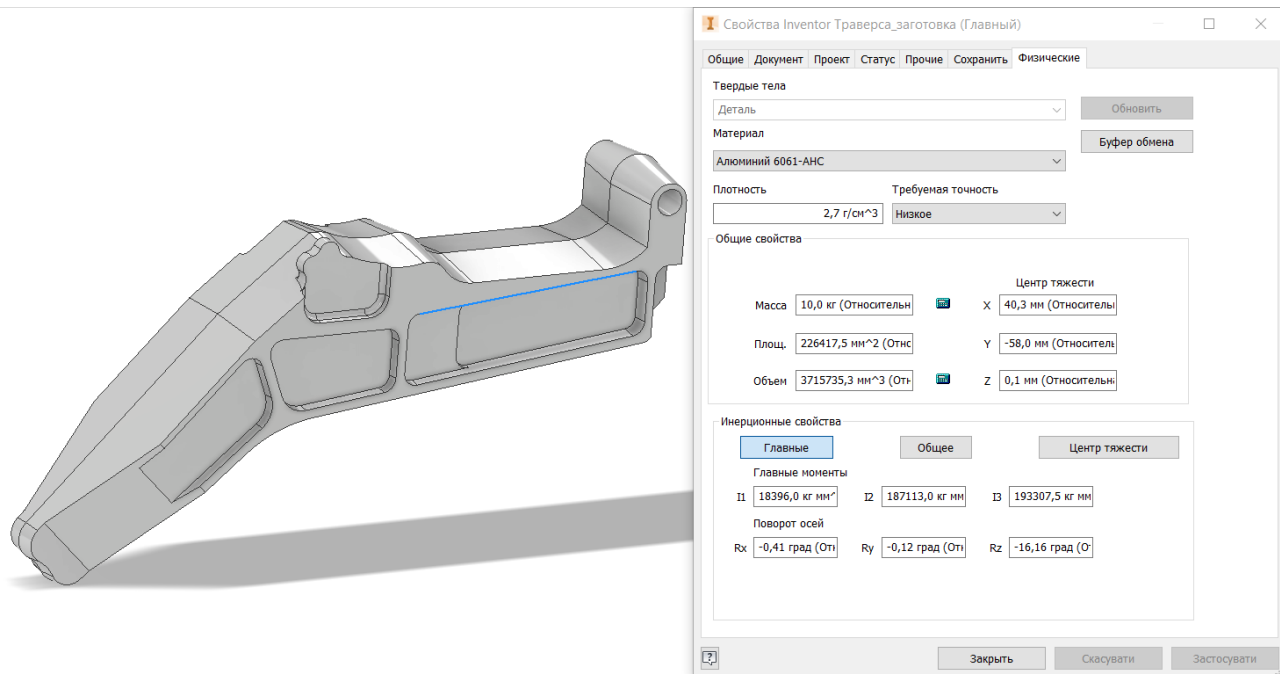 Свойства Inventor Траверса_заготовка (Главный)
Общие Документ Проект Статус Прочие Сохранить Физические
Твердые тела
Деталь
Обновить
Материал
Буфер обмена
Алюминий 6061-AHC
Плотность Требуемая точность
2,7 г/см^3 Низкое
Общие свойства
Центр тяжести
Масса 10,0 кг (Относительн X 40,3 мм (Относителы
Площ. 226417,5 мм^2 (Отнс Y -58,0 мм (Относитель
Объем 3715735,3 мм^3 (Отн Z 0,1 мм (Относительн
Инерционные свойства
Главные Общее Центр тяжести
Главные моменты
I1 18396,0 кг мм^ I2 187113,0 кг мм I3 193307,5 кг мм
Поворот осей
Rx -0,41 град (Отн Ry -0,12 град (Отн Rz -16,16 град (О
?
Закрыть Скасувати Застосувати